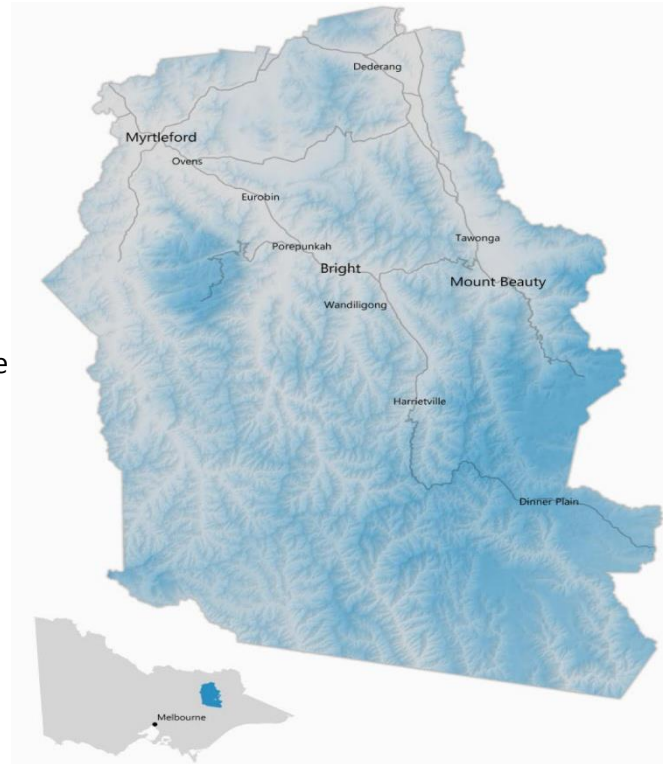 Dederang
Myrtleford
Ovens
Eurobin
Porepunkah
Tawonga
Bright
Mount Beauty
Wandiligong
e
Harrietville
Dinner Plain
Melbourne